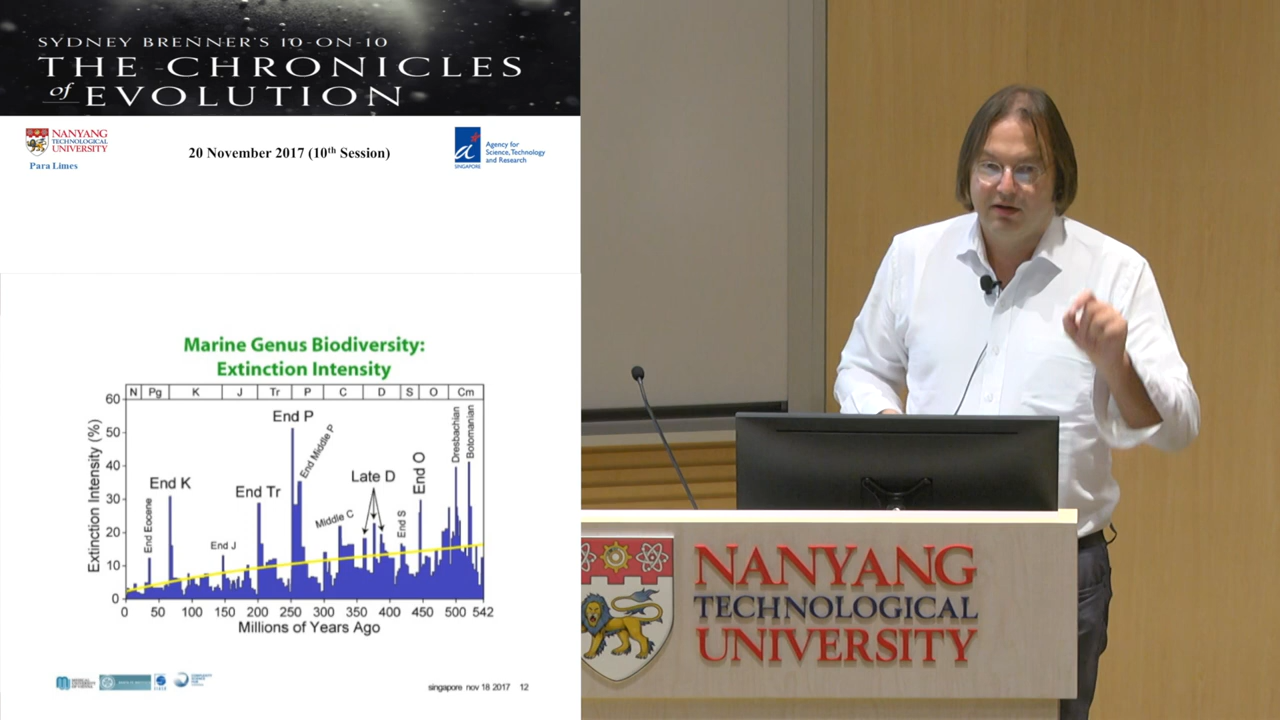 SYDNEY BRENNER'S 10-ON-10
THE CHRONICLES
of EVOLUTION
NANYANG
TECHNOLOGICAL
UNIVERSITY
Para Limes
20 November 2017 (10th Session)
Agency for
Science, Technology
and Research
SINGAPORE
Marine Genus Biodiversity:
Extinction Intensity
N Pg K J Tr P C D S O Cm
Extinction Intensity (%)
60
50
40
30
20
10
0
End Eocene
End K
End J
End Tr
End P
End Middle P
Middle C
Late D
End S
End O
Dresbachian
Botomanian
0 50 100 150 200 250 300 350 400 450 500 542
Millions of Years Ago
singapore nov 18 2017 12
NANYANG
TECHNOLOGICAL
UNIVERSITY